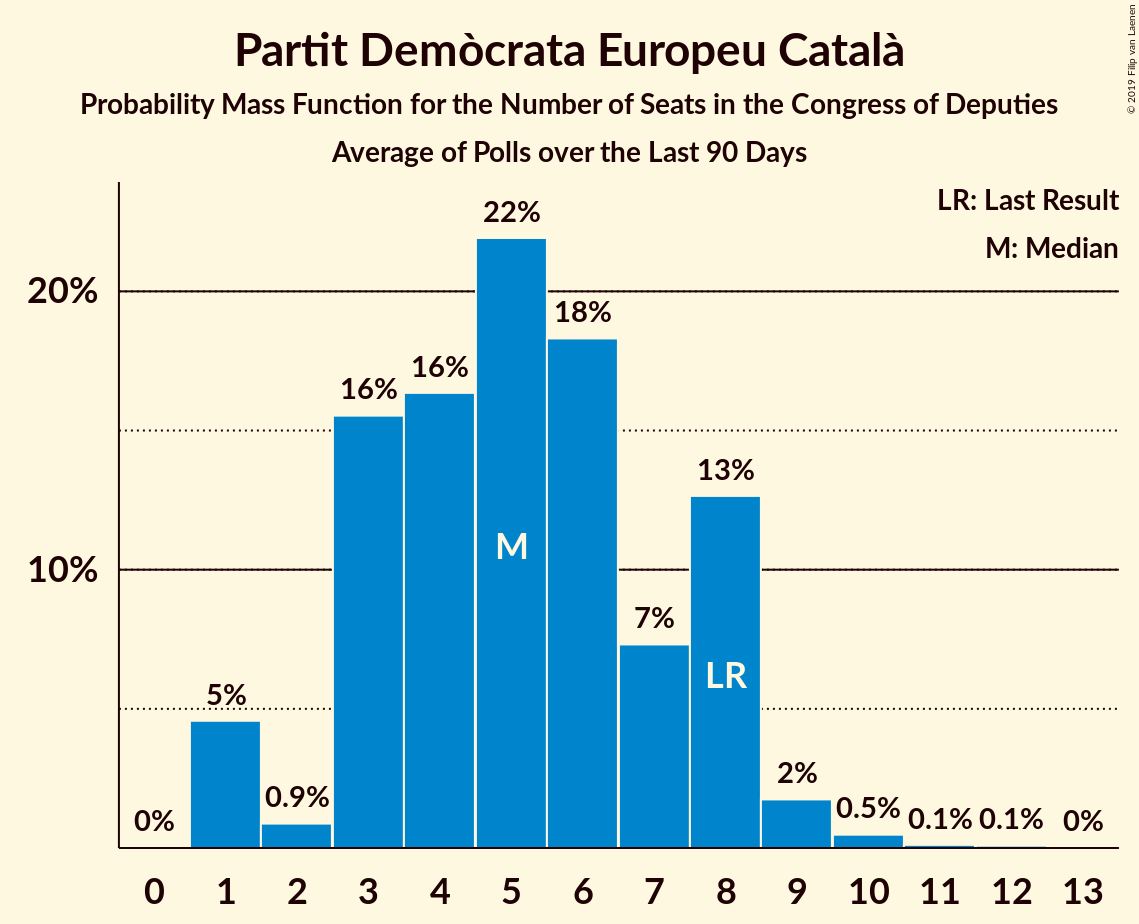 Partit Demòcrata Europeu Català
Probability Mass Function for the Number of Seats in the Congress of Deputies
Average of Polls over the Last 90 Days
© 2019 Filip van Laenen
LR: Last Result
M: Median
20%
10%
0%
5%
0.9%
16%
16%
22%
18%
7%
13%
2%
0.5%
0.1%
0.1%
0%
M
LR
0 1 2 3 4 5 6 7 8 9 10 11 12 13